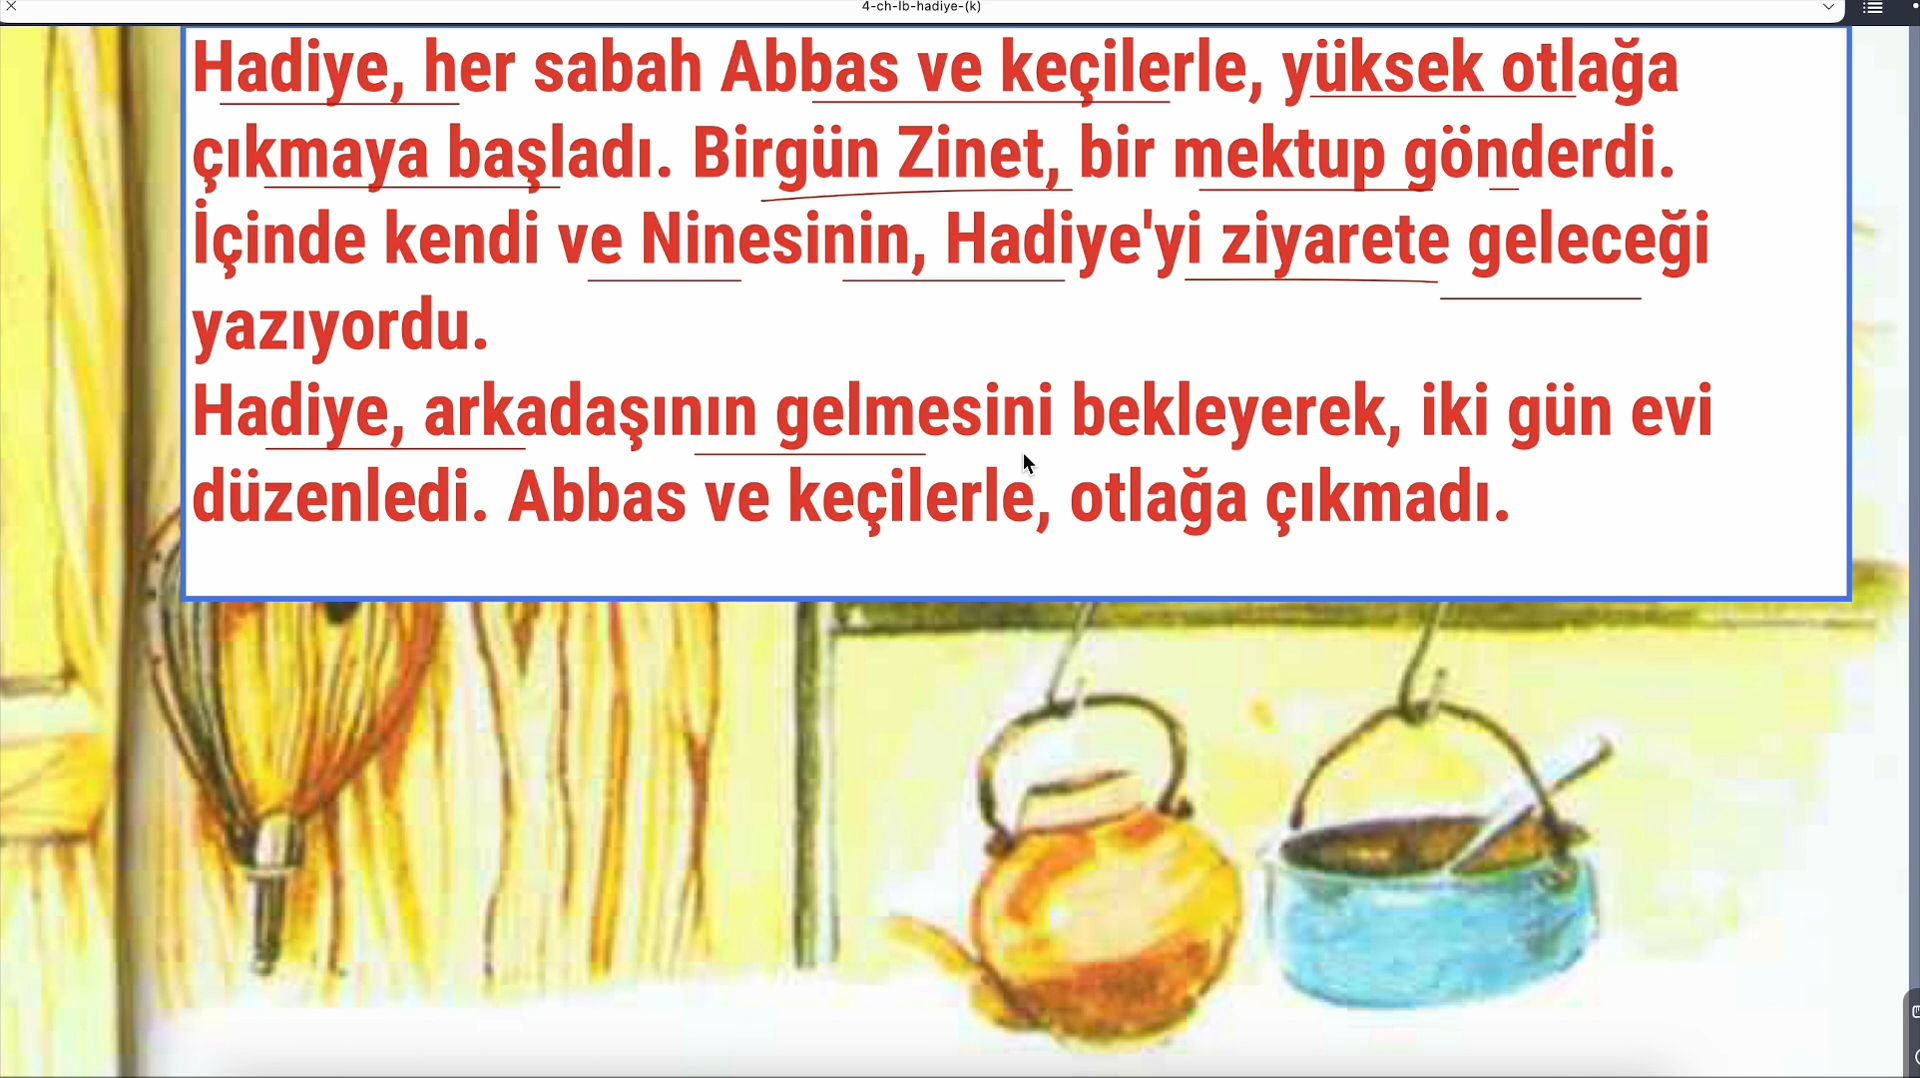 4-ch-lb-hadiye-(k)
Hadiye, her sabah Abbas ve keçilerle, yüksek otlağa
çıkmaya başladı. Birgün Zinet, bir mektup gönderdi.
İçinde kendi ve Ninesinin, Hadiye'yi ziyarete geleceği
yazıyordu.
Hadiye, arkadaşının gelmesini bekleyerek, iki gün evi
düzenledi. Abbas ve keçilerle, otlağa çıkmadı.